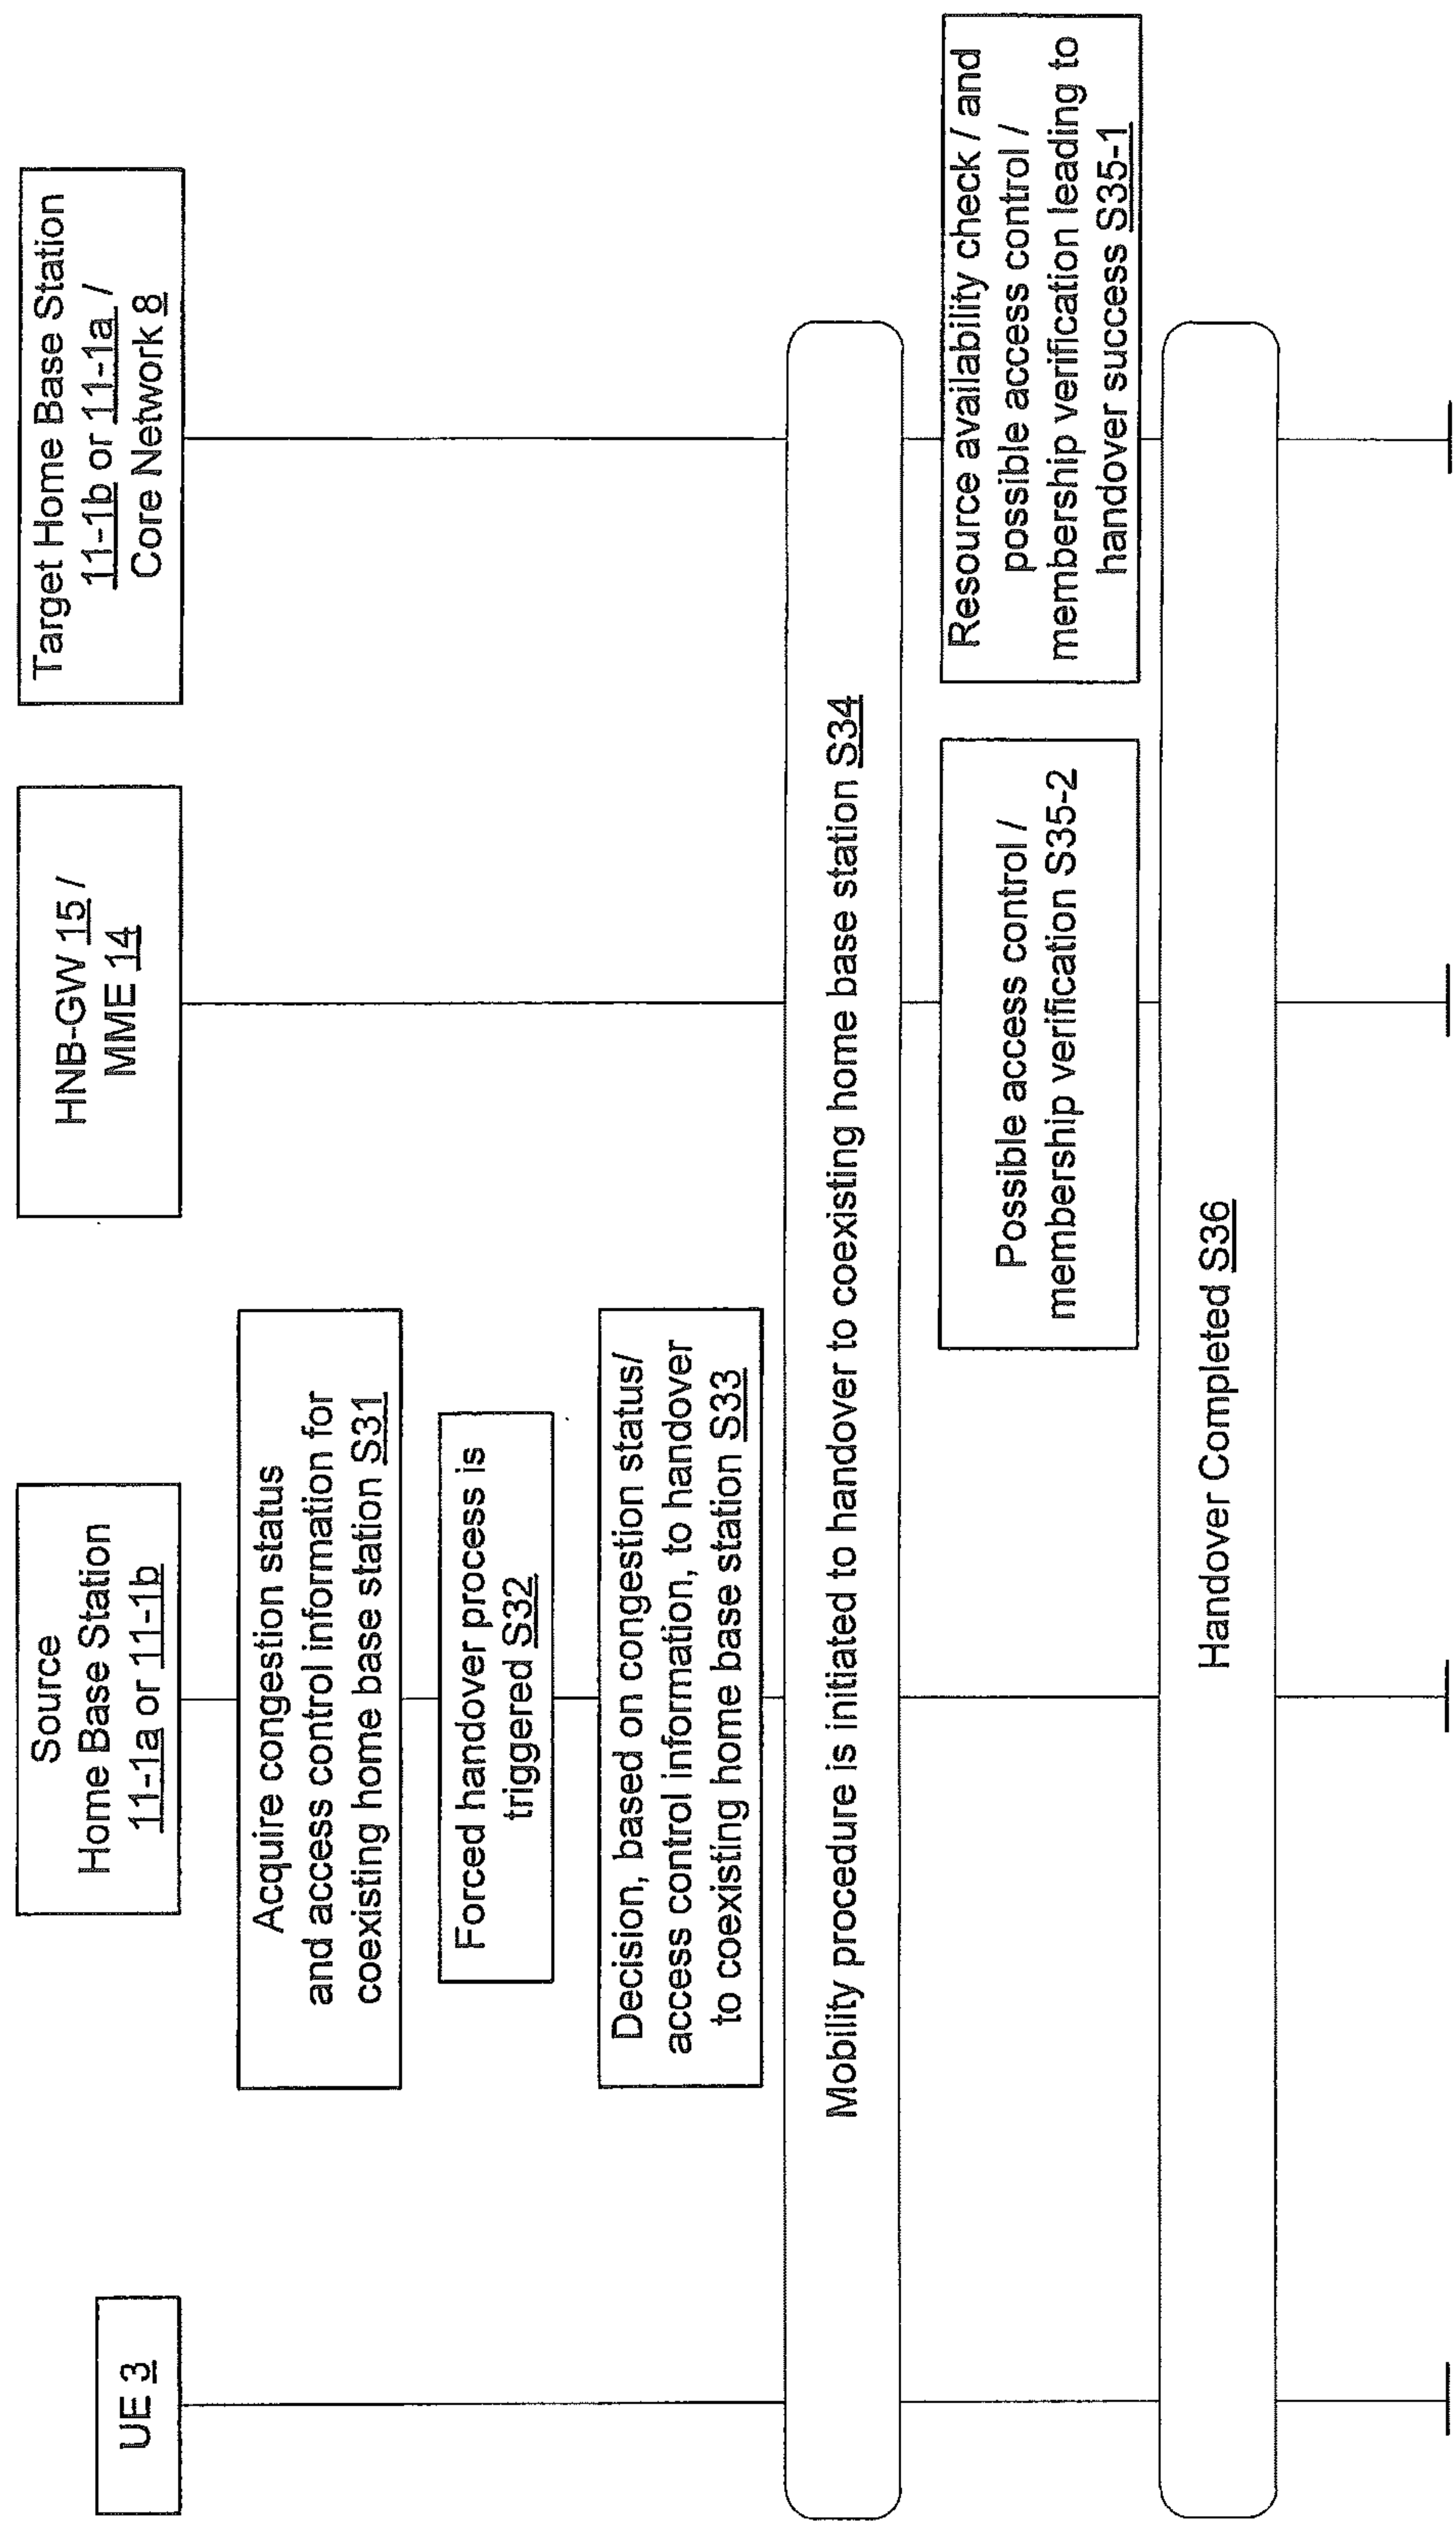 UE 3
Source
Home Base Station
11-1a or 11-1b
HNB-GW 15 /
MME 14
Target Home Base Station
11-1b or 11-1a /
Core Network 8
Acquire congestion status
and access control information for
coexisting home base station S31
Forced handover process is
triggered S32
Decision, based on congestion status/
access control information, to handover
to coexisting home base station S33
Mobility procedure is initiated to handover to coexisting home base station S34
Possible access control /
membership verification S35-2
Resource availability check / and
possible access control /
membership verification leading to
handover success S35-1
Handover Completed S36